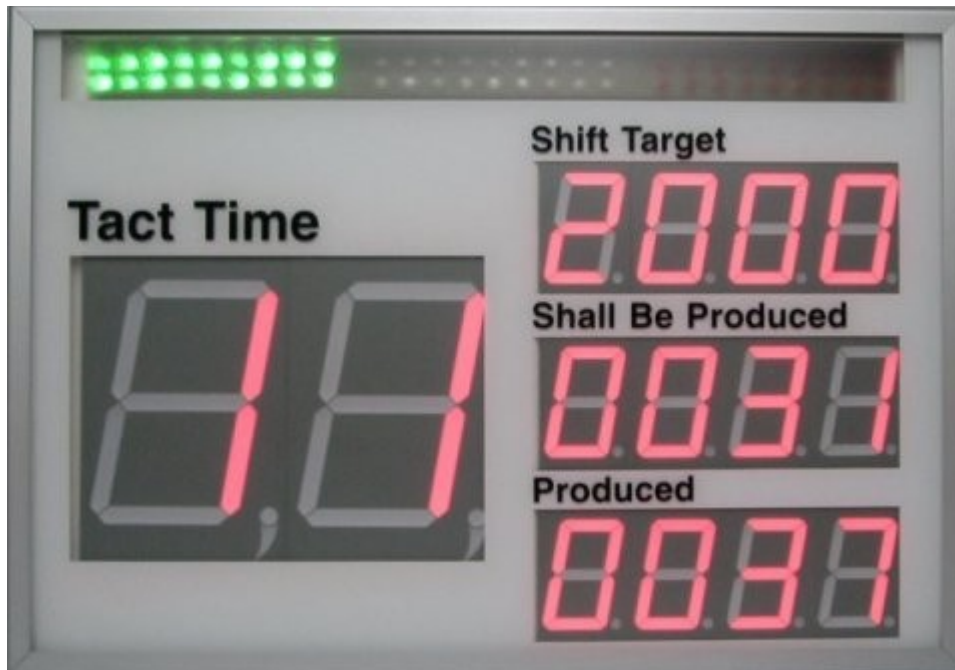 Shift Target
2000
Tact Time
11
Shall Be Produced
0031
Produced
0037